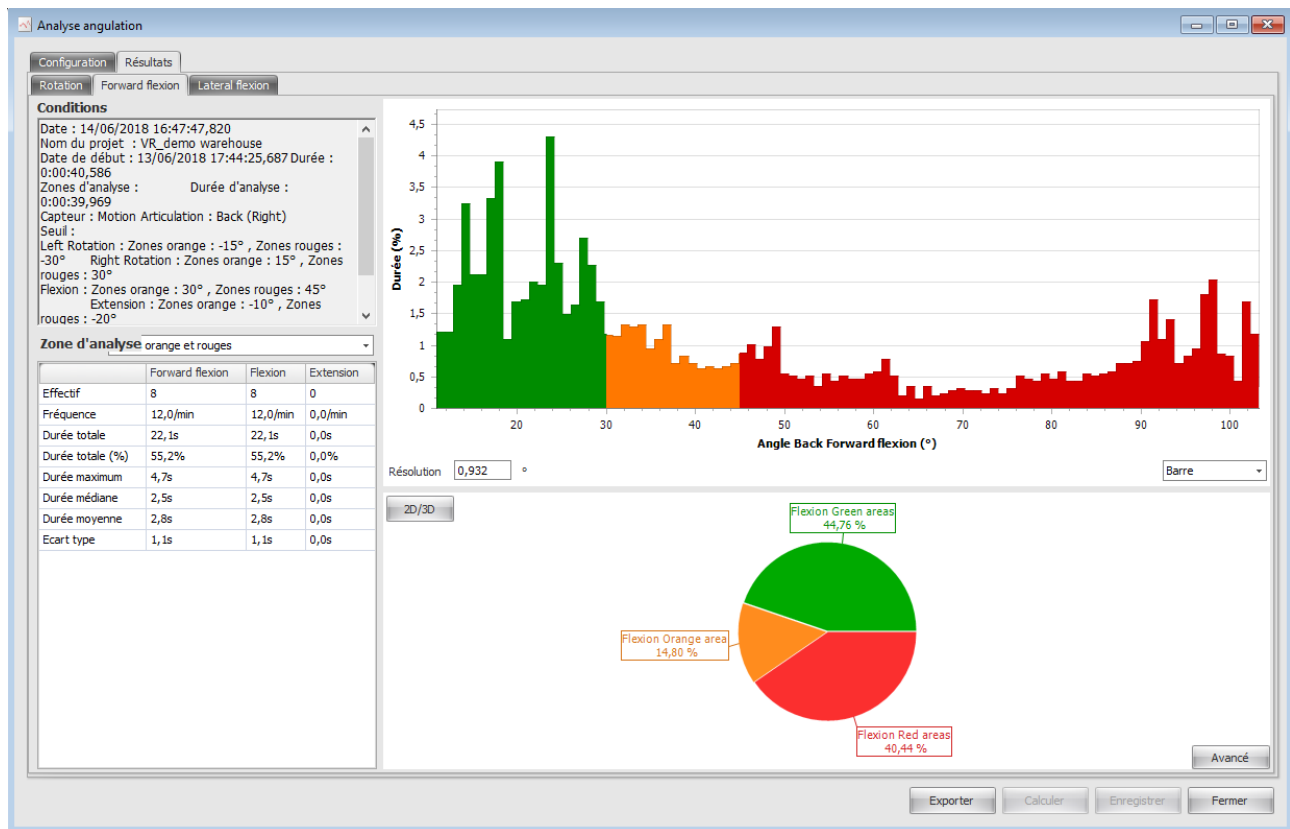 Analyse angulation
Configuration Résultats
Rotation Forward flexion Lateral flexion
Conditions
Date : 14/06/2018 16:47:47,820
Nom du projet : VR_demo warehouse
Date de début : 13/06/2018 17:44:25,687 Durée :
0:00:40,586
Zones d'analyse : Durée d'analyse :
0:00:39,969
Capteur : Motion Articulation : Back (Right)
Seuil :
Left Rotation : Zones orange : -15° , Zones rouges :
-30° Right Rotation : Zones orange : 15° , Zones
rouges : 30°
Flexion : Zones orange : 30° , Zones rouges : 45°
Extension : Zones orange : -10° , Zones
rouges : -20°
Zone d'analyse orange et rouges
Forward flexion Flexion Extension
Effectif 8 8 0
Fréquence 12,0/min 12,0/min 0,0/min
Durée totale 22,1s 22,1s 0,0s
Durée totale (%) 55,2% 55,2% 0,0%
Durée maximum 4,7s 4,7s 0,0s
Durée médiane 2,5s 2,5s 0,0s
Durée moyenne 2,8s 2,8s 0,0s
Ecart type 1,1s 1,1s 0,0s
Durée (%)
4,5
4
3,5
3
2,5
2
1,5
1
0,5
0
20 30 40 50 60 70 80 90 100
Angle Back Forward flexion (°)
Résolution 0,932 °
Barre
2D/3D
Flexion Green areas
44,76 %
Flexion Orange area
14,80 %
Flexion Red areas
40,44 %
Avancé
Exporter Calculer Enregistrer Fermer